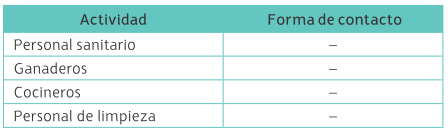 Actividad Forma de contacto
Personal sanitario –
Ganaderos –
Cocineros –
Personal de limpieza –